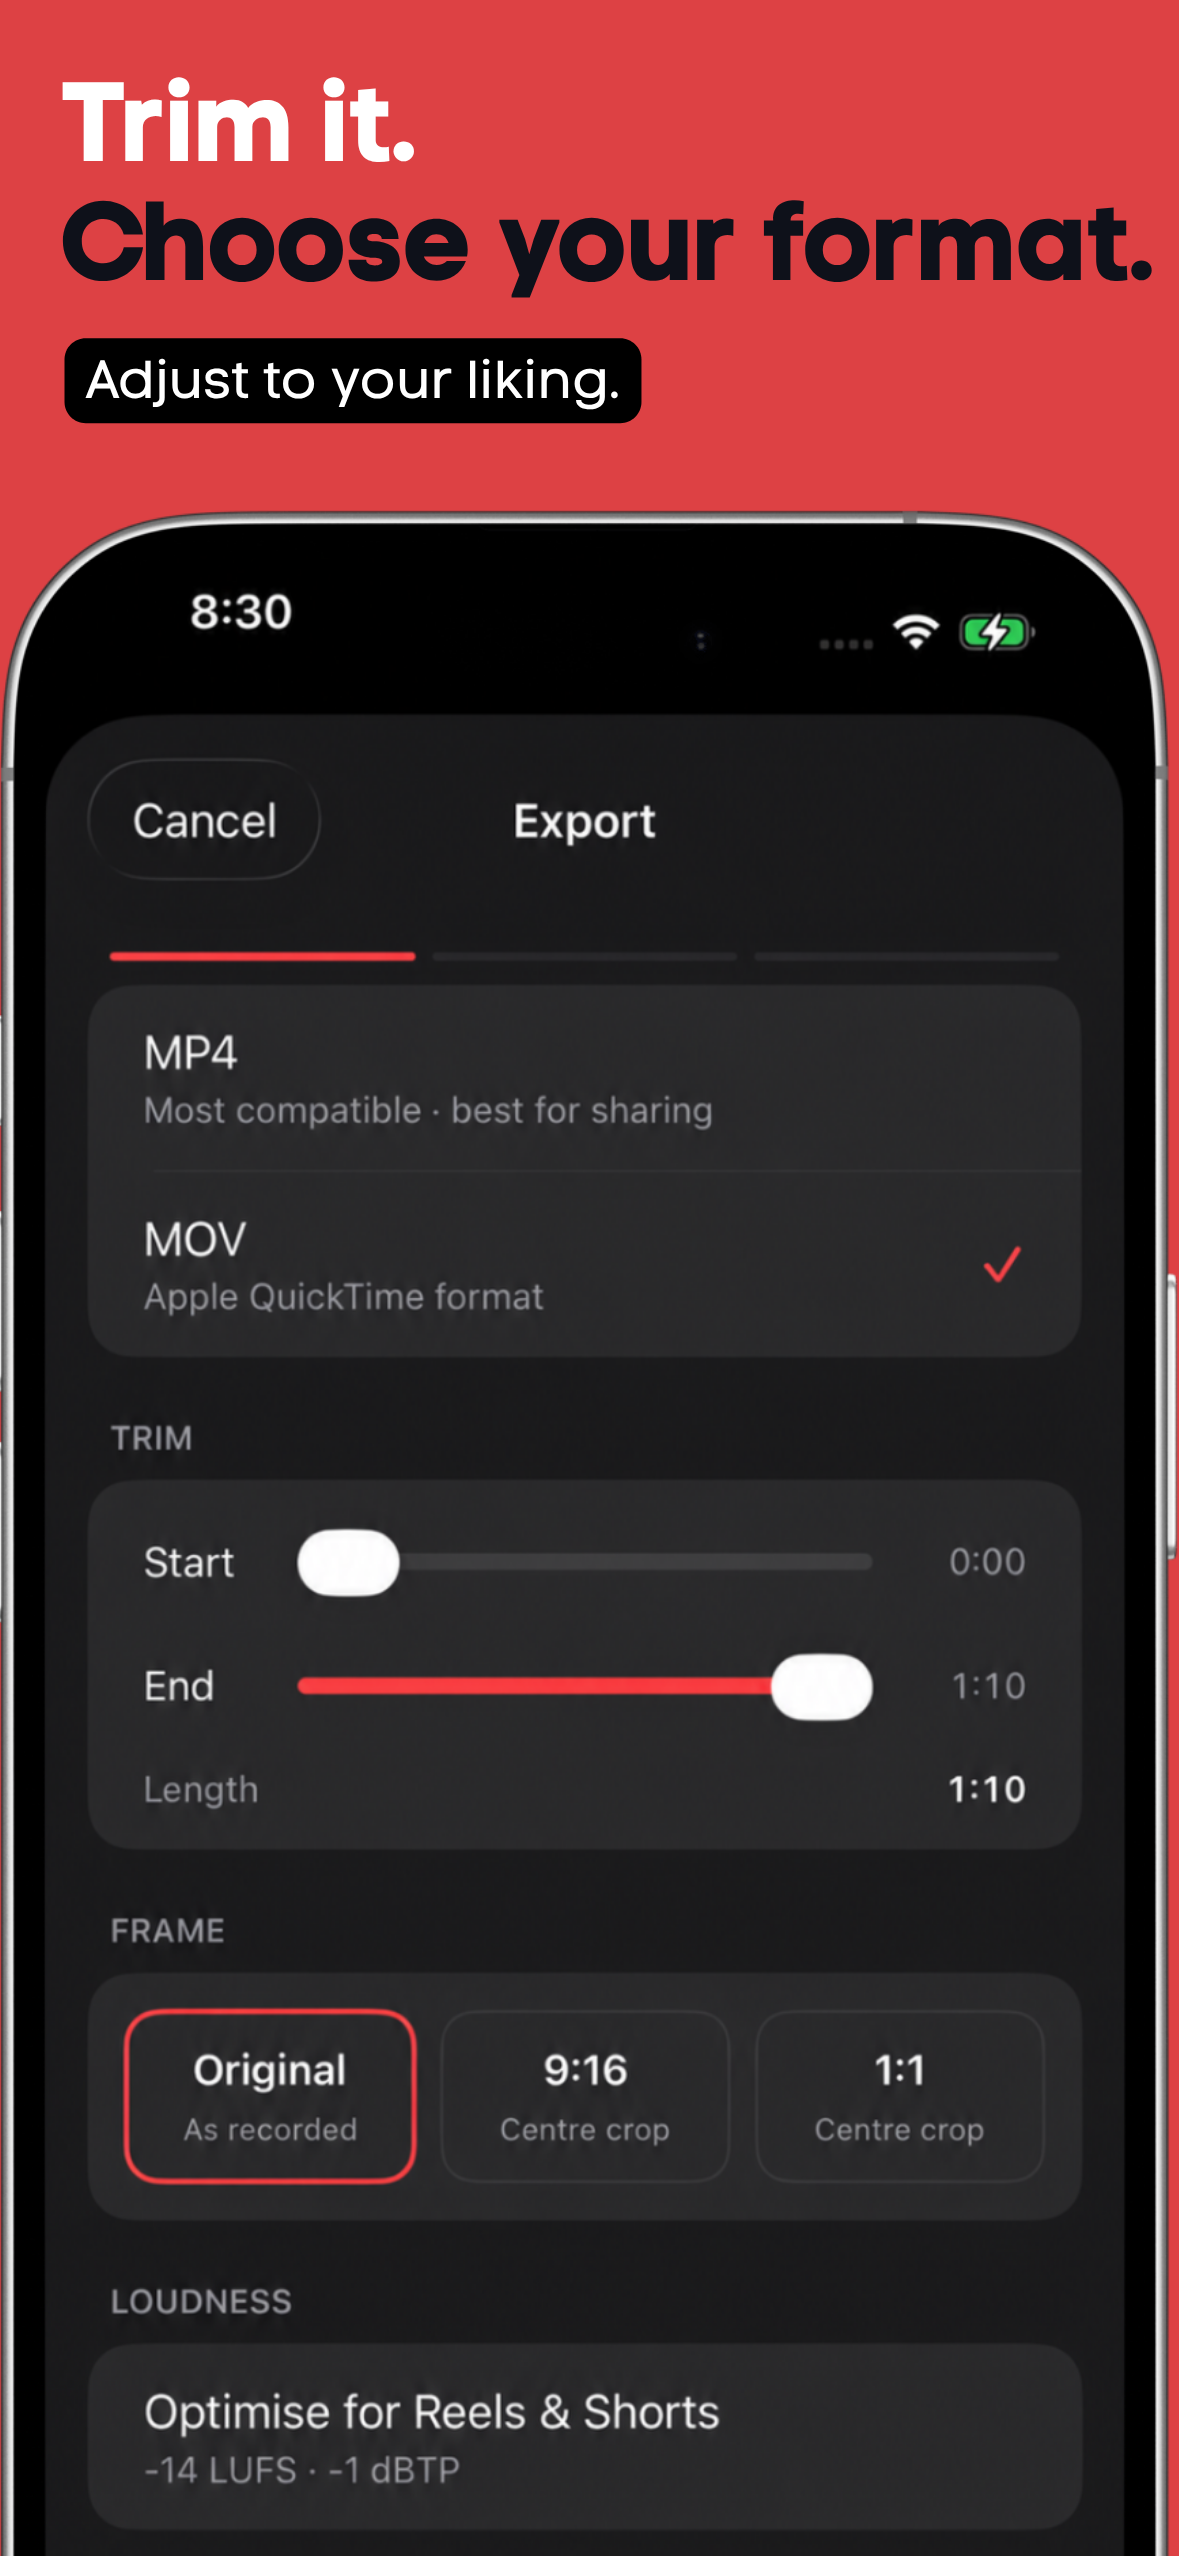 Trim it.
Choose your format.
Adjust to your liking.
8:30
Cancel
Export
MP4
Most compatible · best for sharing
MOV
Apple QuickTime format
TRIM
Start
0:00
End
1:10
Length
1:10
FRAME
Original
As recorded
9:16
Centre crop
1:1
Centre crop
LOUDNESS
Optimise for Reels & Shorts
-14 LUFS · -1 dBTP